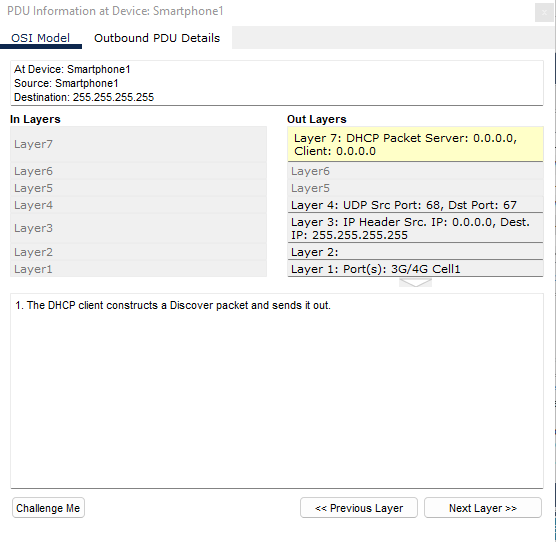 PDU Information at Device: Smartphone1
OSI Model
Outbound PDU Details
At Device: Smartphone1
Source: Smartphone1
Destination: 255.255.255.255
In Layers
Layer7
Layer6
Layer5
Layer4
Layer3
Layer2
Layer1
Out Layers
Layer 7: DHCP Packet Server: 0.0.0.0,
Client: 0.0.0.0
Layer6
Layer5
Layer 4: UDP Src Port: 68, Dst Port: 67
Layer 3: IP Header Src. IP: 0.0.0.0, Dest.
IP: 255.255.255.255
Layer 2:
Layer 1: Port(s): 3G/4G Cell1
1. The DHCP client constructs a Discover packet and sends it out.
Challenge Me
<< Previous Layer
Next Layer >>